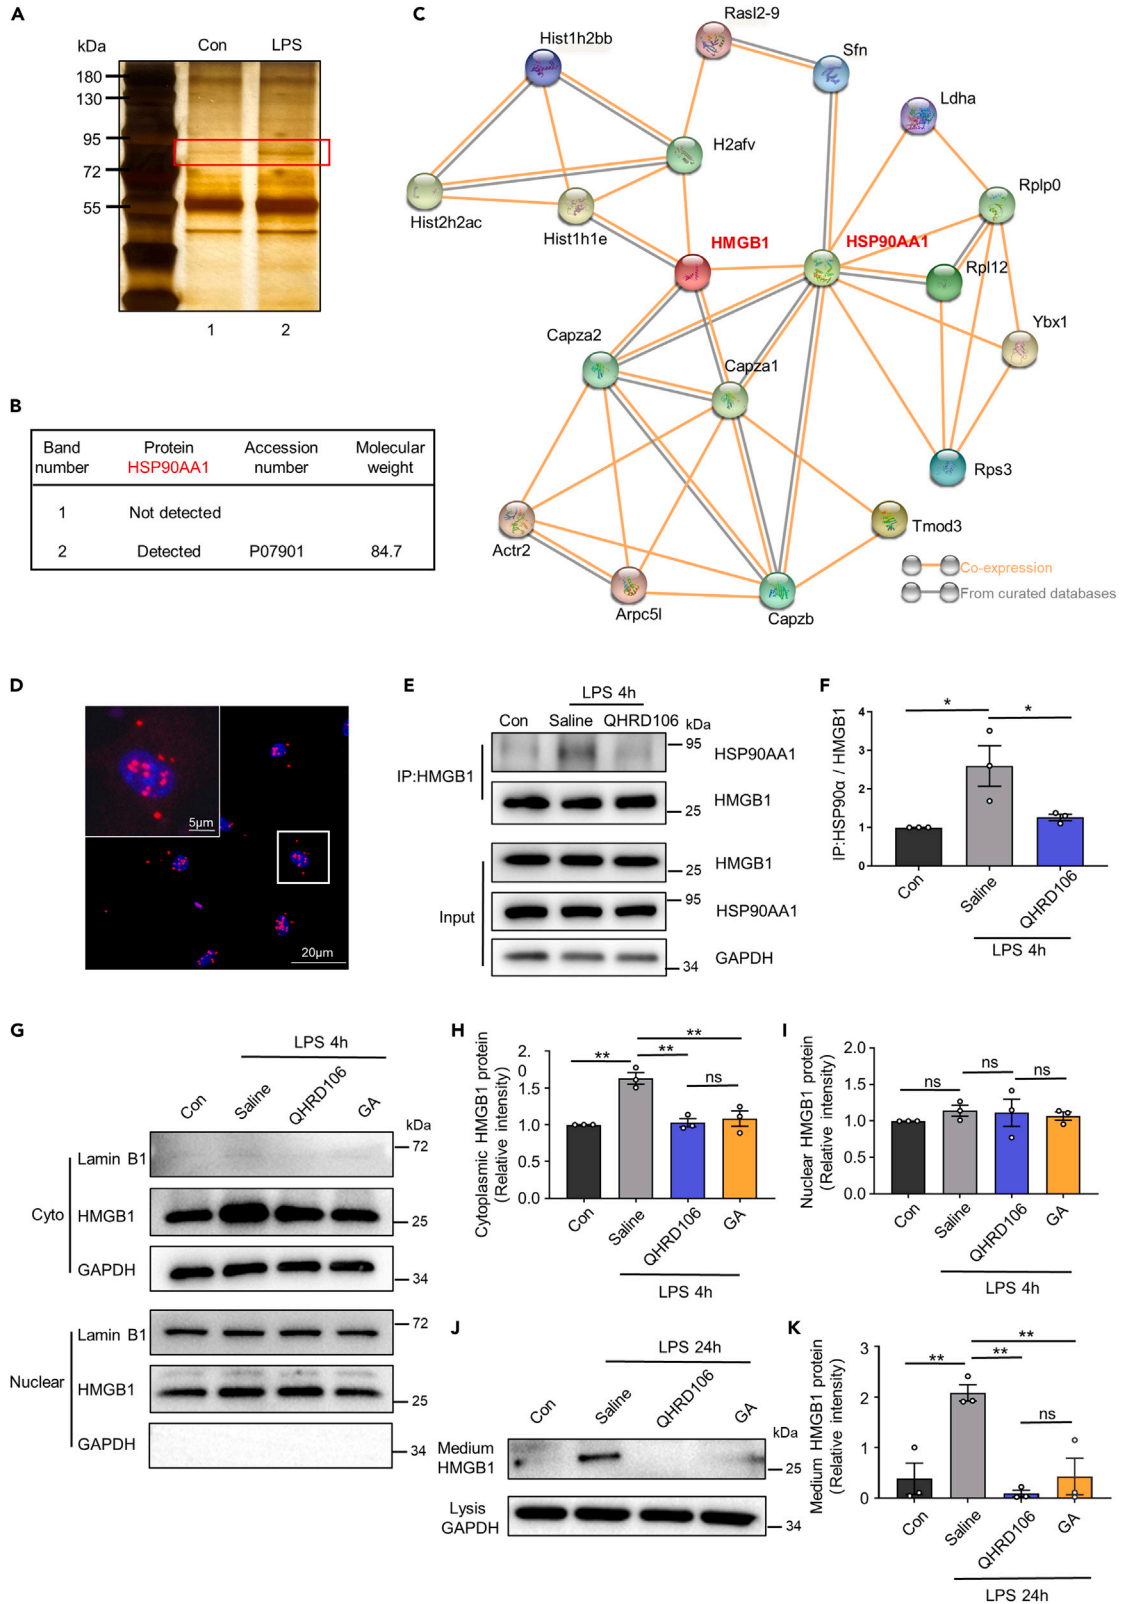 A
kDa
Con
LPS
180
130
95
72
55
1
2
B
Band number
Protein HSP90AA1
Accession number
Molecular weight
1
Not detected
2
Detected
P07901
84.7
C
Rasl2-9
Hist1h2bb
Sfn
Ldha
H2afv
Rplp0
Hist2h2ac
Hist1h1e
HMGB1
HSP90AA1
Rpl12
Ybx1
Capza2
Capza1
Rps3
Actr2
Tmod3
Arpc5l
Capzb
Co-expression
From curated databases
D
5μm
20μm
E
LPS 4h
Con
Saline
QHRD106
kDa
IP:HMGB1
95
HSP90AA1
HMGB1
25
Input
HMGB1
25
95
HSP90AA1
GAPDH
34
F
IP:HSP90α / HMGB1
4
3
2
1
0
*
*
Con
Saline
QHRD106
LPS 4h
G
LPS 4h
Con
Saline
QHRD106
GA
kDa
Cyto
Lamin B1
72
HMGB1
25
GAPDH
34
Nuclear
Lamin B1
72
HMGB1
25
GAPDH
34
H
Cytoplasmic HMGB1 protein
(Relative intensity)
2.
0
1.5
1.0
0.5
0.0
**
**
**
ns
Con
Saline
QHRD106
GA
LPS 4h
I
Nuclear HMGB1 protein
(Relative intensity)
2.0
1.5
1.0
0.5
0.0
ns
ns
ns
Con
Saline
QHRD106
GA
LPS 4h
J
LPS 24h
Con
Saline
QHRD106
GA
kDa
Medium
HMGB1
25
Lysis
GAPDH
34
K
Medium HMGB1 protein
(Relative intensity)
3
2
1
0
**
**
**
ns
Con
Saline
QHRD106
GA
LPS 24h